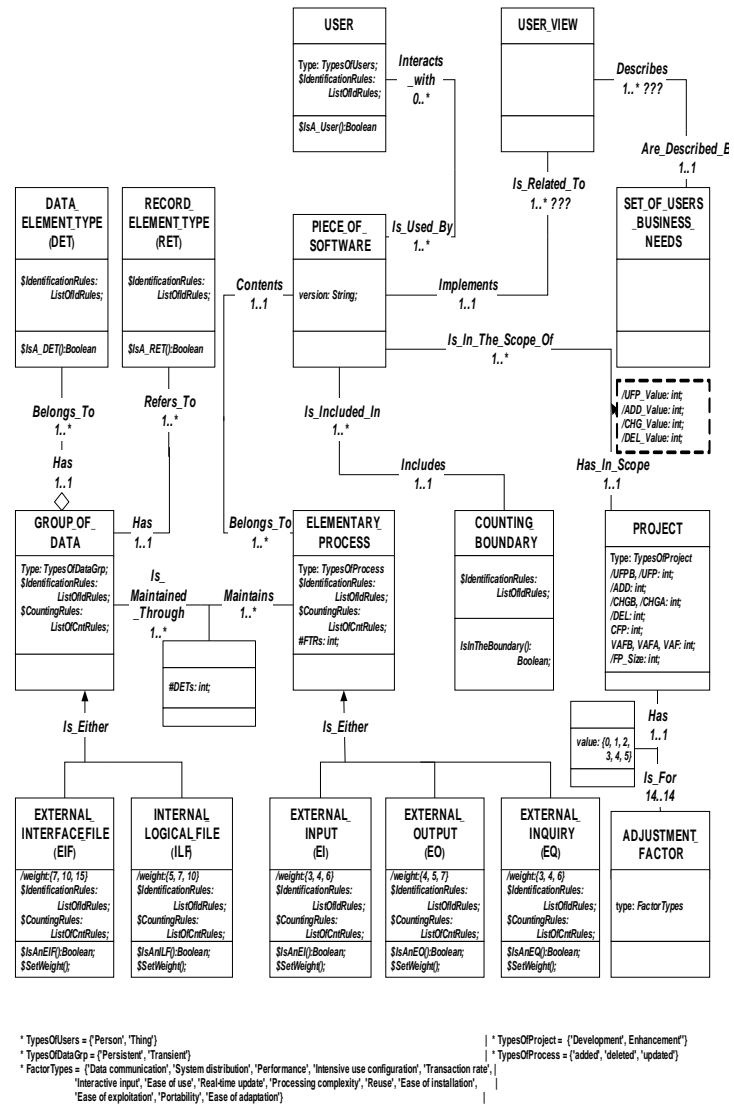 USER
Type: TypesOfUsers;
$IdentificationRules:
ListOfIdRules;
$IsA_User():Boolean
Interacts
_with
0..*
USER_VIEW
Describes
1..* ???
Are_Described_B
1..1
Is_Related_To
1..* ???
DATA_
ELEMENT_TYPE
(DET)
$IdentificationRules:
ListOfIdRules;
$IsA_DET():Boolean
RECORD_
ELEMENT_TYPE
(RET)
$IdentificationRules:
ListOfIdRules;
$IsA_RET():Boolean
PIECE_OF_
SOFTWARE
version: String;
Is_Used_By
1..*
SET_OF_USERS
_BUSINESS_
NEEDS
Contents
1..1
Implements
1..1
Is_In_The_Scope_Of
1..*
Belongs_To
1..*
Refers_To
1..*
Is_Included_In
1..*
/UFP_Value: int;
/ADD_Value: int;
/CHG_Value: int;
/DEL_Value: int;
Has
1..1
Includes
1..1
Has_In_Scope
1..1
GROUP_OF_
DATA
Type: TypesOfDataGrp;
$IdentificationRules:
ListOfIdRules;
$CountingRules:
ListOfCntRules;
Has
1..1
Belongs_To
1..*
Is_
Maintained
_Through
1..*
Maintains
1..*
#DETs: int;
ELEMENTARY_
PROCESS
Type: TypesOfProcess
$IdentificationRules:
ListOfIdRules;
$CountingRules:
ListOfCntRules;
#FTRs: int;
COUNTING_
BOUNDARY
$IdentificationRules:
ListOfIdRules;
IsInTheBoundary():
Boolean;
PROJECT
Type: TypesOfProject
/UFPB, /UFP: int;
/ADD: int;
/CHGB, /CHGA: int;
/DEL: int;
CFP: int;
VAFB, VAFA, VAF: int;
/FP_Size: int;
Is_Either
Is_Either
Has
1..1
value: {0, 1, 2,
3, 4, 5}
Is_For
14..14
EXTERNAL_
INTERFACE_FILE
(EIF)
/weight:{7, 10, 15}
$IdentificationRules:
ListOfIdRules;
$CountingRules:
ListOfCntRules;
$IsAnEIF():Boolean;
$SetWeight();
INTERNAL_
LOGICAL_FILE
(ILF)
/weight:{5, 7, 10}
$IdentificationRules:
ListOfIdRules;
$CountingRules:
ListOfCntRules;
$IsAnILF():Boolean;
$SetWeight();
EXTERNAL_
INPUT
(EI)
/weight:{3, 4, 6}
$IdentificationRules:
ListOfIdRules;
$CountingRules:
ListOfCntRules;
$IsAnEI():Boolean;
$SetWeight();
EXTERNAL_
OUTPUT
(EO)
/weight:{4, 5, 7}
$IdentificationRules:
ListOfIdRules;
$CountingRules:
ListOfCntRules;
$IsAnEO():Boolean;
$SetWeight();
EXTERNAL_
INQUIRY
(EQ)
/weight:{3, 4, 6}
$IdentificationRules:
ListOfIdRules;
$CountingRules:
ListOfCntRules;
$IsAnEQ():Boolean;
$SetWeight();
ADJUSTMENT_
FACTOR
type: FactorTypes
* TypesOfUsers = {'Person', 'Thing'} | * TypesOfProject = {'Development', Enhancement''}
* TypesOfDataGrp = {'Persistent', 'Transient'} | * TypesOfProcess = {'added', 'deleted', 'updated'}
* FactorTypes = {'Data communication', 'System distribution', 'Performance', 'Intensive use configuration', 'Transaction rate', |
'Interactive input', 'Ease of use', 'Real-time update', 'Processing complexity', 'Reuse', 'Ease of installation', |
'Ease of exploitation', 'Portability', 'Ease of adaptation'} |